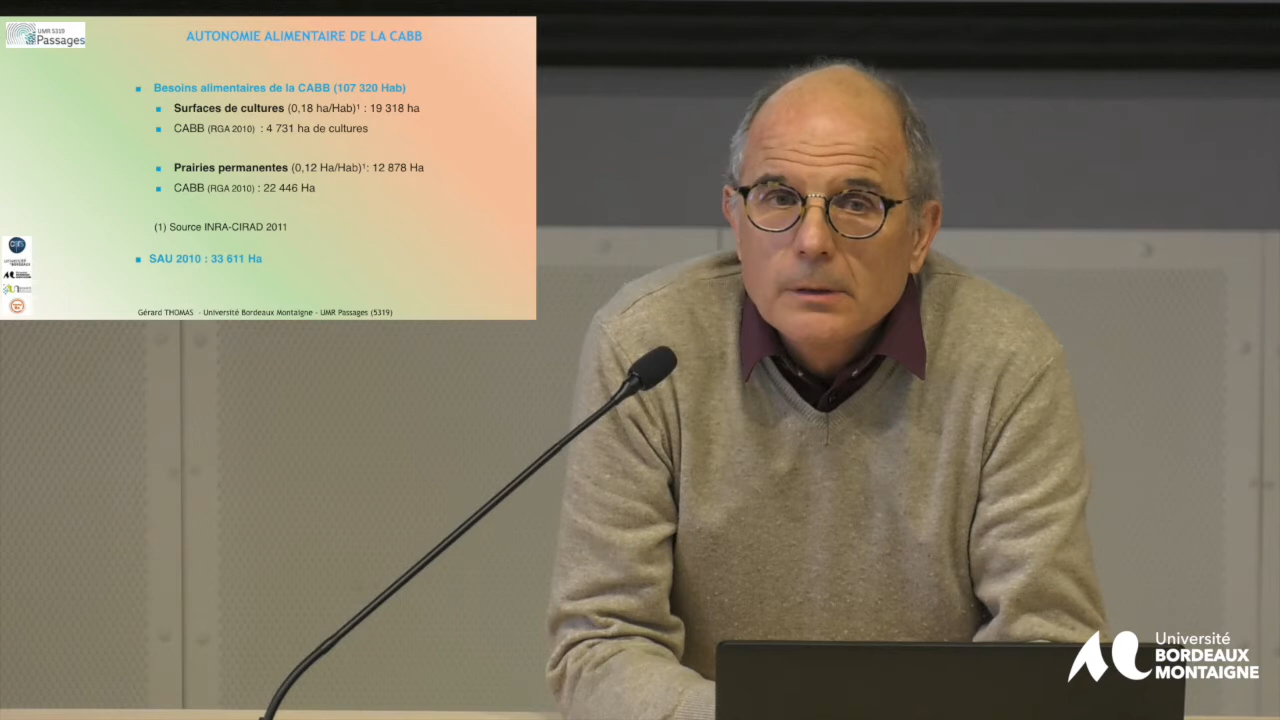 UMR 5319
Passages
AUTONOMIE ALIMENTAIRE DE LA CABB
Besoins alimentaires de la CABB (107 320 Hab)
Surfaces de cultures (0,18 ha/Hab)¹ : 19 318 ha
CABB (RGA 2010) : 4 731 ha de cultures
Prairies permanentes (0,12 Ha/Hab)¹: 12 878 Ha
CABB (RGA 2010) : 22 446 Ha
(1) Source INRA-CIRAD 2011
SAU 2010 : 33 611 Ha
Gérard THOMAS - Université Bordeaux Montaigne - UMR Passages (5319)
Université
BORDEAUX
MONTAIGNE